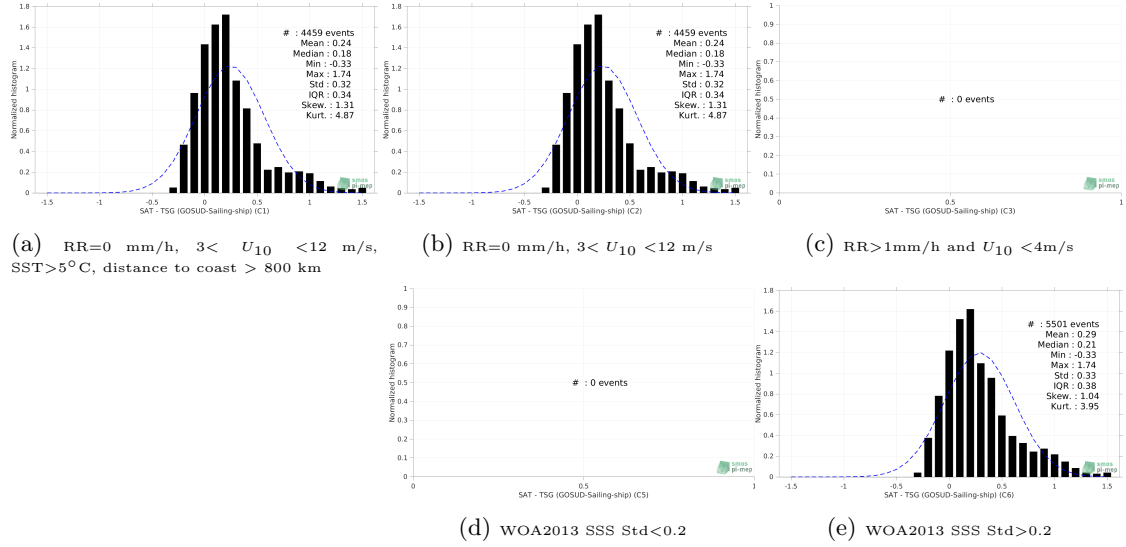 1.8
1.6
1.4
1.2
1
0.8
0.6
0.4
0.2
0
Normalized histogram
# : 4459 events
Mean : 0.24
Median : 0.18
Min : -0.33
Max : 1.74
Std : 0.32
IQR : 0.34
Skew. : 1.31
Kurt. : 4.87
smos
pi-mep
-1.5 -1 -0.5 0 0.5 1 1.5
SAT - TSG (GOSUD-Sailing-ship) (C1)
(a) RR=0 mm/h, 3< U10 <12 m/s,
SST>5°C, distance to coast > 800 km
1.8
1.6
1.4
1.2
1
0.8
0.6
0.4
0.2
0
Normalized histogram
# : 4459 events
Mean : 0.24
Median : 0.18
Min : -0.33
Max : 1.74
Std : 0.32
IQR : 0.34
Skew. : 1.31
Kurt. : 4.87
smos
pi-mep
-1.5 -1 -0.5 0 0.5 1 1.5
SAT - TSG (GOSUD-Sailing-ship) (C2)
(b) RR=0 mm/h, 3< U10 <12 m/s
1
0.9
0.8
0.7
0.6
0.5
0.4
0.3
0.2
0.1
0
Normalized histogram
# : 0 events
smos
pi-mep
0 0.5 1
SAT - TSG (GOSUD-Sailing-ship) (C3)
(c) RR>1mm/h and U10 <4m/s
1
0.9
0.8
0.7
0.6
0.5
0.4
0.3
0.2
0.1
0
Normalized histogram
# : 0 events
smos
pi-mep
0 0.5 1
SAT - TSG (GOSUD-Sailing-ship) (C5)
(d) WOA2013 SSS Std<0.2
1.8
1.6
1.4
1.2
1
0.8
0.6
0.4
0.2
0
Normalized histogram
# : 5501 events
Mean : 0.29
Median : 0.21
Min : -0.33
Max : 1.74
Std : 0.33
IQR : 0.38
Skew. : 1.04
Kurt. : 3.95
smos
pi-mep
-1.5 -1 -0.5 0 0.5 1 1.5
SAT - TSG (GOSUD-Sailing-ship) (C6)
(e) WOA2013 SSS Std>0.2